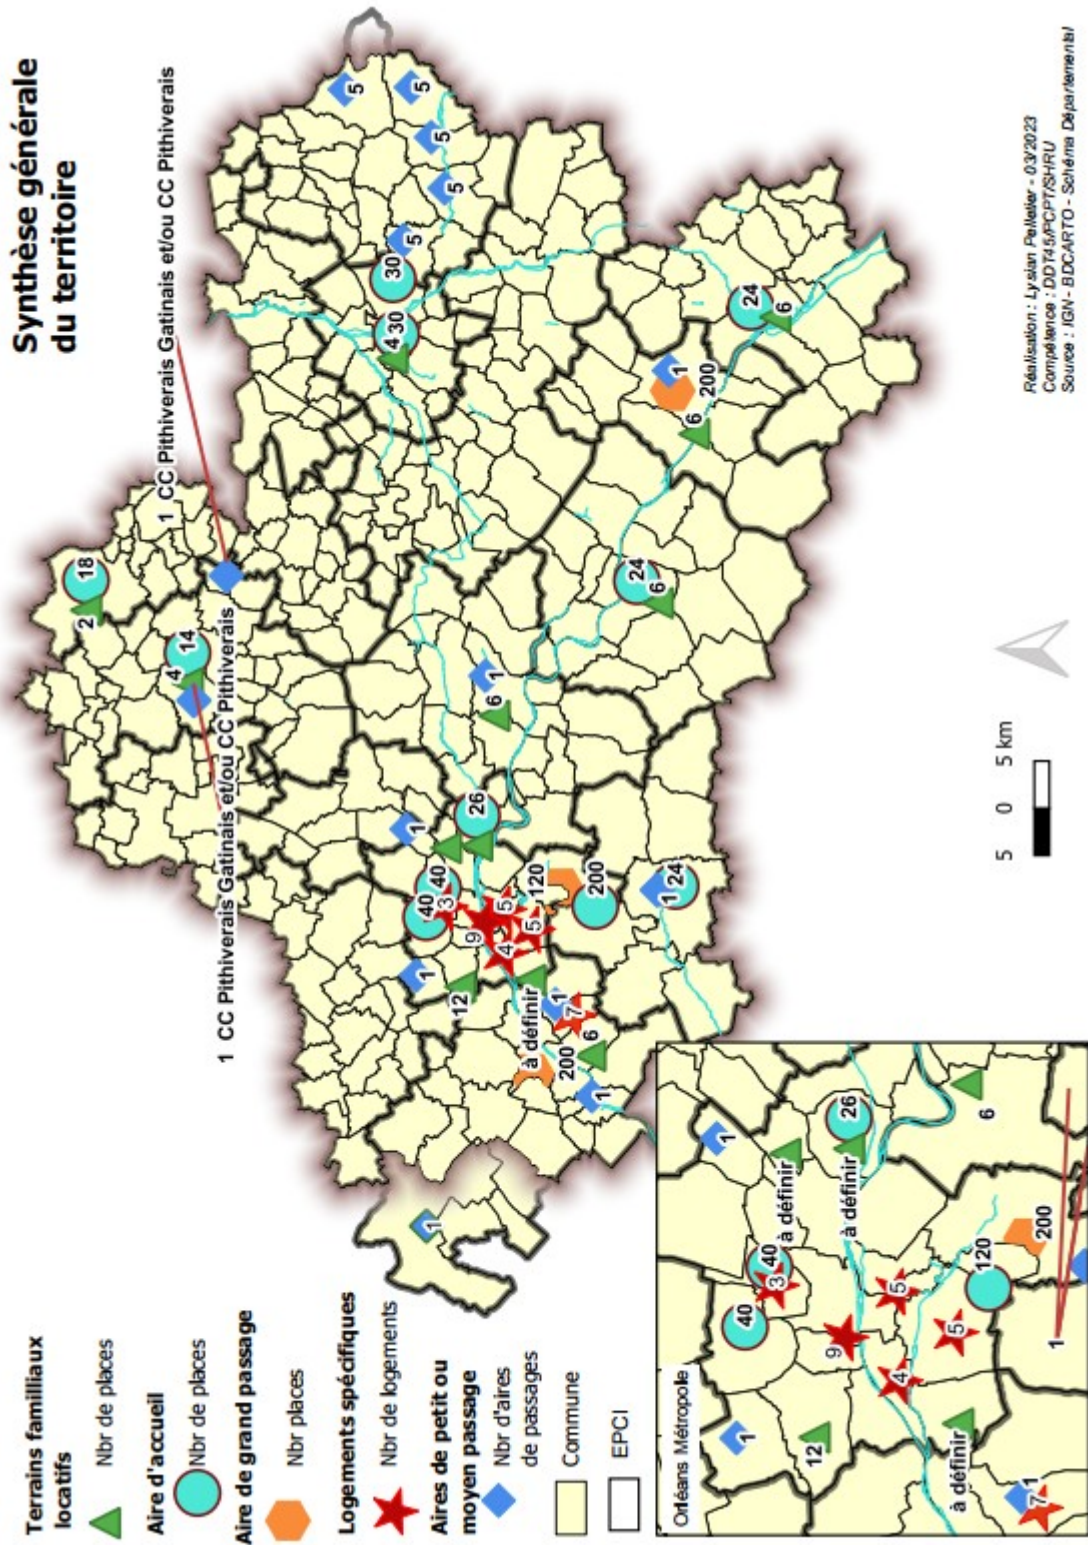 Synthèse générale
du territoire
1 CC Pithiverais Gatinais et/ou CC Pithiverais
1 CC Pithiverais Gatinais et/ou CC Pithiverais
Terrains familliaux
locatifs
Nbr de places
Aire d'accueil
Nbr de places
Aire de grand passage
Nbr places
Logements spécifiques
Nbr de logements
Aires de petit ou
moyen passage
Nbr d'aires
de passages
Commune
EPCI
18
2
14
4
5
5
5
5
5
30
30
4
24
6
1
200
6
24
6
1
6
26
1
40
40
3
9
5
5
4
120
200
1
24
1
12
à définir
1
7
6
200
1
1
Orléans Métropole
1
12
40
40
3
1
à définir
26
à définir
6
9
5
4
5
120
200
à définir
1
7
1
5 0 5 km
Réalisation : Lysian Pelletier - 03/2023
Compétence : DDT45/PCPT/SHRU
Source : IGN - BDCARTO - Schéma Départemental